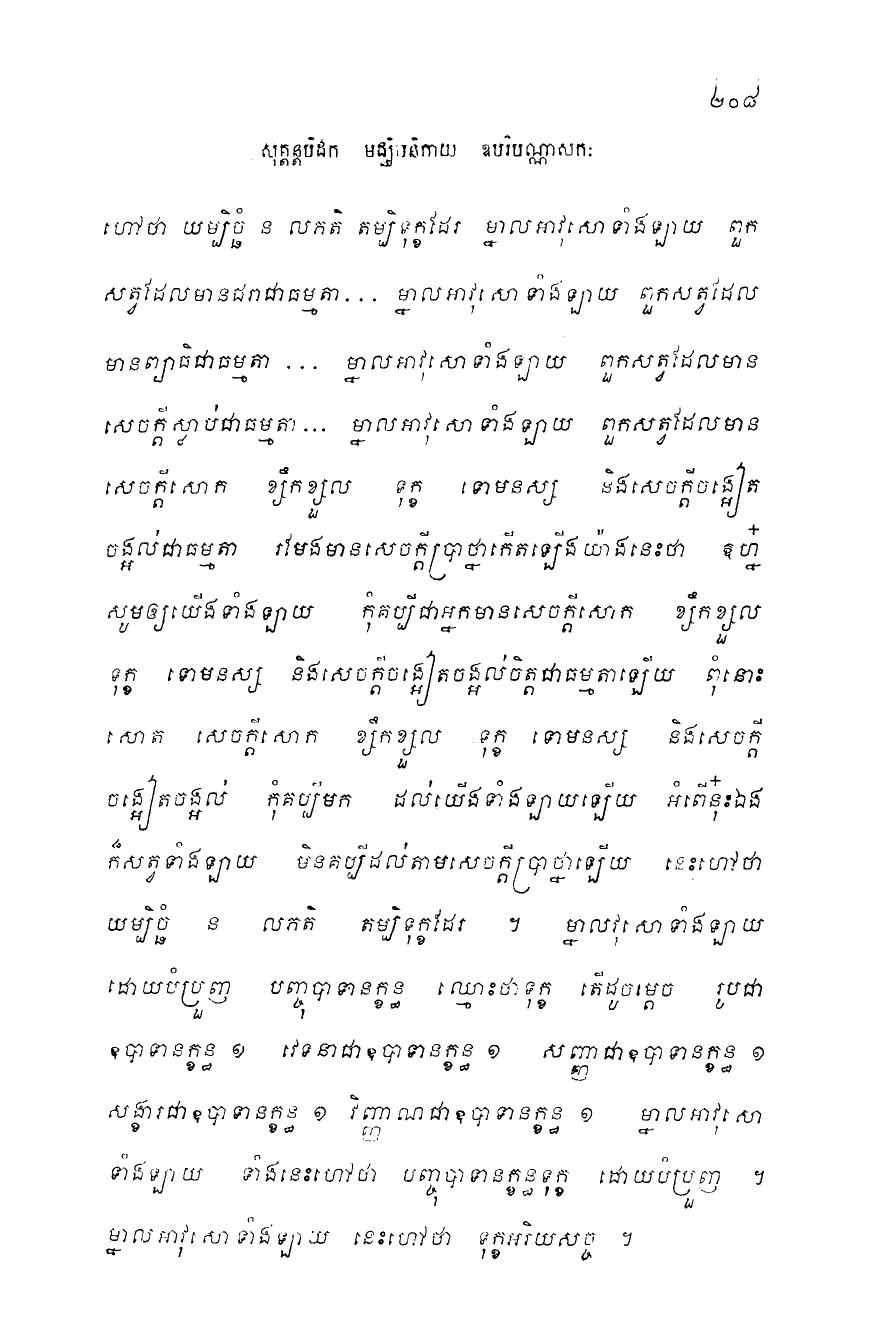 ២០៨
សុត្តន្តបិដក មជ្ឈិមនិកាយ ឧបរិបណ្ណាសកៈ
ហៅថា យម្បិច្ឆំ ន លភតិ តម្បិទុក្ខដែរ ម្នាលអាវុសោទាំងឡាយ ពួក
សត្វដែលមានជរាជាធម្មតា... ម្នាលអាវុសោទាំងឡាយ ពួកសត្វដែល
មានព្យាធិជាធម្មតា ... ម្នាលអាវុសោទាំងឡាយ ពួកសត្វដែលមាន
សេចក្តីស្លាប់ជាធម្មតា... ម្នាលអាវុសោទាំងឡាយ ពួកសត្វដែលមាន
សេចក្តីសោក ខ្សឹកខ្សួល ទុក្ខ ទោមនស្ស និងសេចក្តីចង្អៀត
ចង្អល់ជាធម្មតា រមែងមានសេចក្តីប្រាថ្នាកើតឡើងយ៉ាងនេះថា ឱហ្ន៎
សូមឲ្យយើងទាំងឡាយ កុំគប្បីជាអ្នកមានសេចក្តីសោក ខ្សឹកខ្សួល
ទុក្ខ ទោមនស្ស និងសេចក្តីចង្អៀតចង្អល់ចិត្តជាធម្មតាឡើយ ពុំនោះ
សោត សេចក្តីសោក ខ្សឹកខ្សួល ទុក្ខ ទោមនស្ស និងសេចក្តី
ចង្អៀតចង្អល់ កុំគប្បីមក ដល់យើងទាំងឡាយឡើយ អំពើនុ៎ះឯង
ក៏សត្វទាំងឡាយ មិនគប្បីដល់តាមសេចក្តីប្រាថ្នាឡើយ នេះហៅថា
យម្បិច្ឆំ ន លភតិ តម្បិទុក្ខដែរ ។ ម្នាលវុសោទាំងឡាយ
ដោយបំប្រួញ បញ្ចុបាទានក្ខន្ធ ឈ្មោះថាទុក្ខ តើដូចម្តេច រូបជា
ឧបាទានក្ខន្ធ ១ វេទនាជាឧបាទានក្ខន្ធ ១ សញ្ញាជាឧបាទានក្ខន្ធ ១
សង្ខារជាឧបាទានក្ខន្ធ ១ វិញ្ញាណជាឧបាទានក្ខន្ធ ១ ម្នាលអាវុសោ
ទាំងឡាយ ទាំងនេះហៅថា បញ្ចុបាទានក្ខន្ធទុក្ខ ដោយបំប្រួញ ។
ម្នាលអាវុសោទាំងឡាយ នេះហៅថា ទុក្ខអរិយសច្ច ។